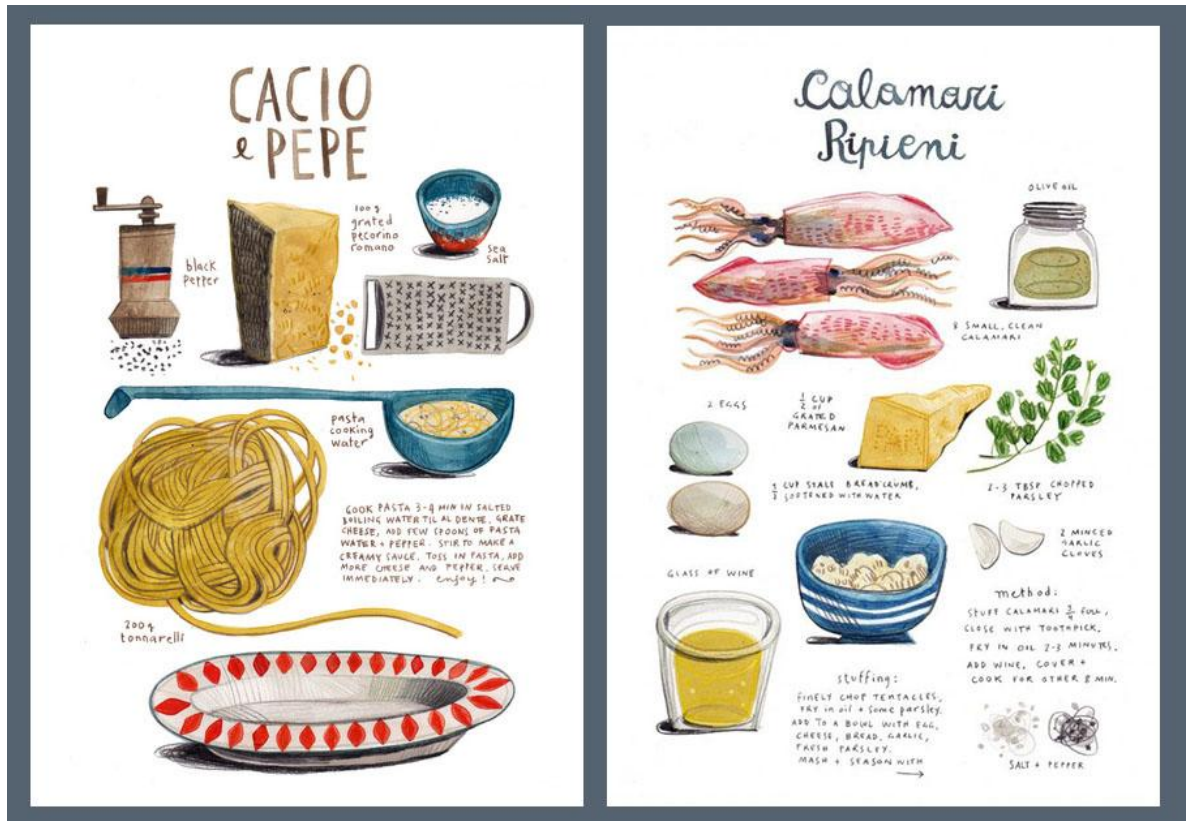 CACIO
e PEPE
black
pepper
100 g
grated
pecorino
romano
sea
salt
pasta
cooking
water
COOK PASTA 3-4 MIN IN SALTED
BOILING WATER TIL AL DENTE. GRATE
CHEESE, ADD FEW SPOONS OF PASTA
WATER + PEPPER. STIR TO MAKE A
CREAMY SAUCE. TOSS IN PASTA, ADD
MORE CHEESE AND PEPPER. SERVE
IMMEDIATELY. enjoy!
200g
tonnarelli
Calamari
Ripieni
OLIVE OIL
8 SMALL, CLEAN
CALAMARI
2 EGGS
1/2 CUP
of
GRATED
PARMESAN
CUP STALE BREADCRUMB,
SOFTENED WITH WATER
2-3 TBSP CHOPPED
PARSLEY
2 MINCED
GARLIC
CLOVES
GLASS OF WINE
method:
STUFF CALAMARI 3/4 FULL,
CLOSE WITH TOOTHPICK.
FRY IN OIL 2-3 MINUTES.
ADD WINE, COVER +
COOK FOR OTHER 8 MIN.
stuffing:
FINELY CHOP TENTACLES,
FRY in oil + some parsley.
ADD TO A BOWL WITH EGG,
CHEESE, BREAD, GARLIC,
FRESH PARSLEY.
MASH + SEASON WITH
→
SALT + PEPPER